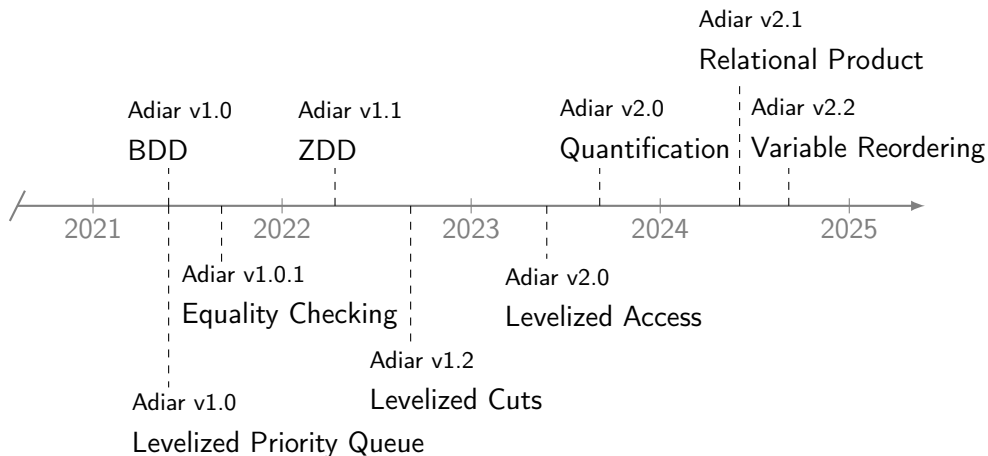 Adiar v2.1
Relational Product
Adiar v1.0
BDD
Adiar v1.1
ZDD
Adiar v2.0
Quantification
Adiar v2.2
Variable Reordering
2021
2022
2023
2024
2025
Adiar v1.0.1
Equality Checking
Adiar v2.0
Levelized Access
Adiar v1.2
Levelized Cuts
Adiar v1.0
Levelized Priority Queue